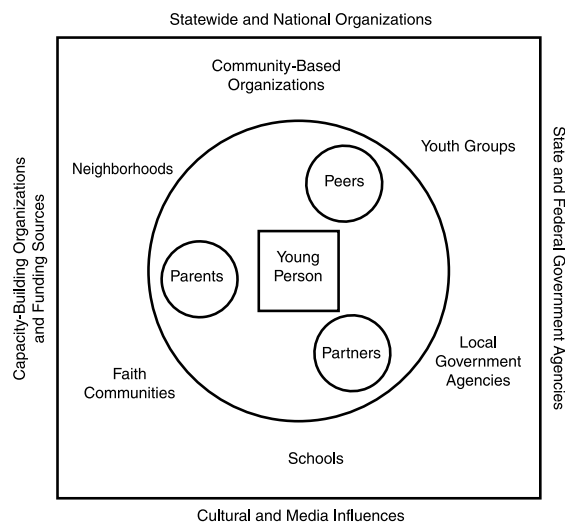 Statewide and National Organizations
Community-Based
Organizations
Youth Groups
Neighborhoods
Peers
Young
Person
Parents
Partners
Local
Government
Agencies
Faith
Communities
Schools
Capacity-Building Organizations
and Funding Sources
State and Federal Government Agencies
Cultural and Media Influences